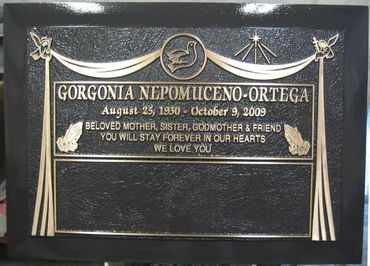 GORGONIA NEPOMUCENO-ORTEGA
August 25, 1930 - October 9, 2009
BELOVED MOTHER, SISTER, GODMOTHER & FRIEND
YOU WILL STAY FOREVER IN OUR HEARTS
WE LOVE YOU